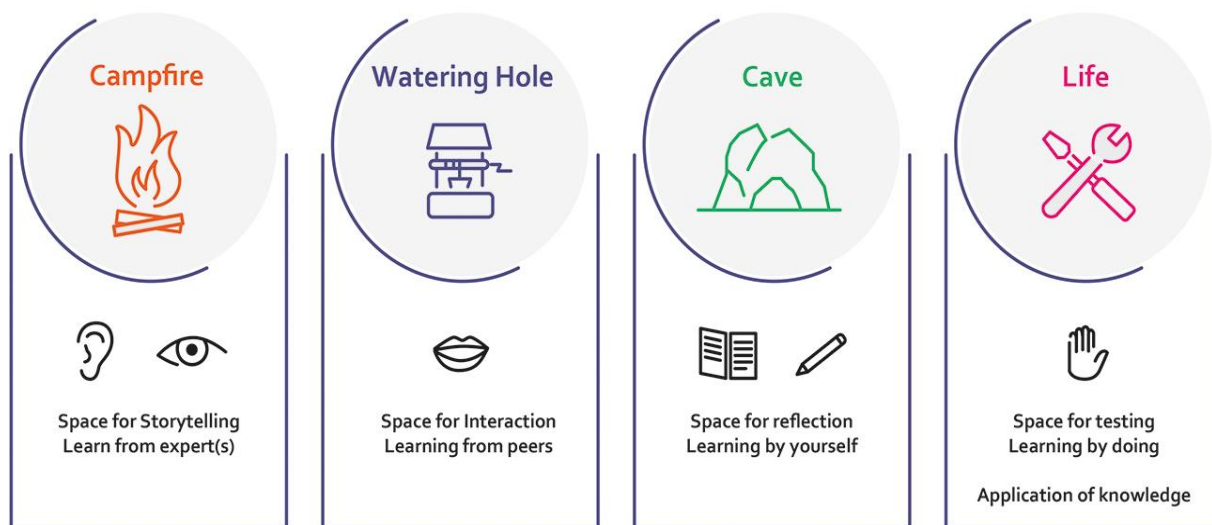 Campfire
Space for Storytelling
Learn from expert(s)
Watering Hole
Space for Interaction
Learning from peers
Cave
Space for reflection
Learning by yourself
Life
Space for testing
Learning by doing
Application of knowledge